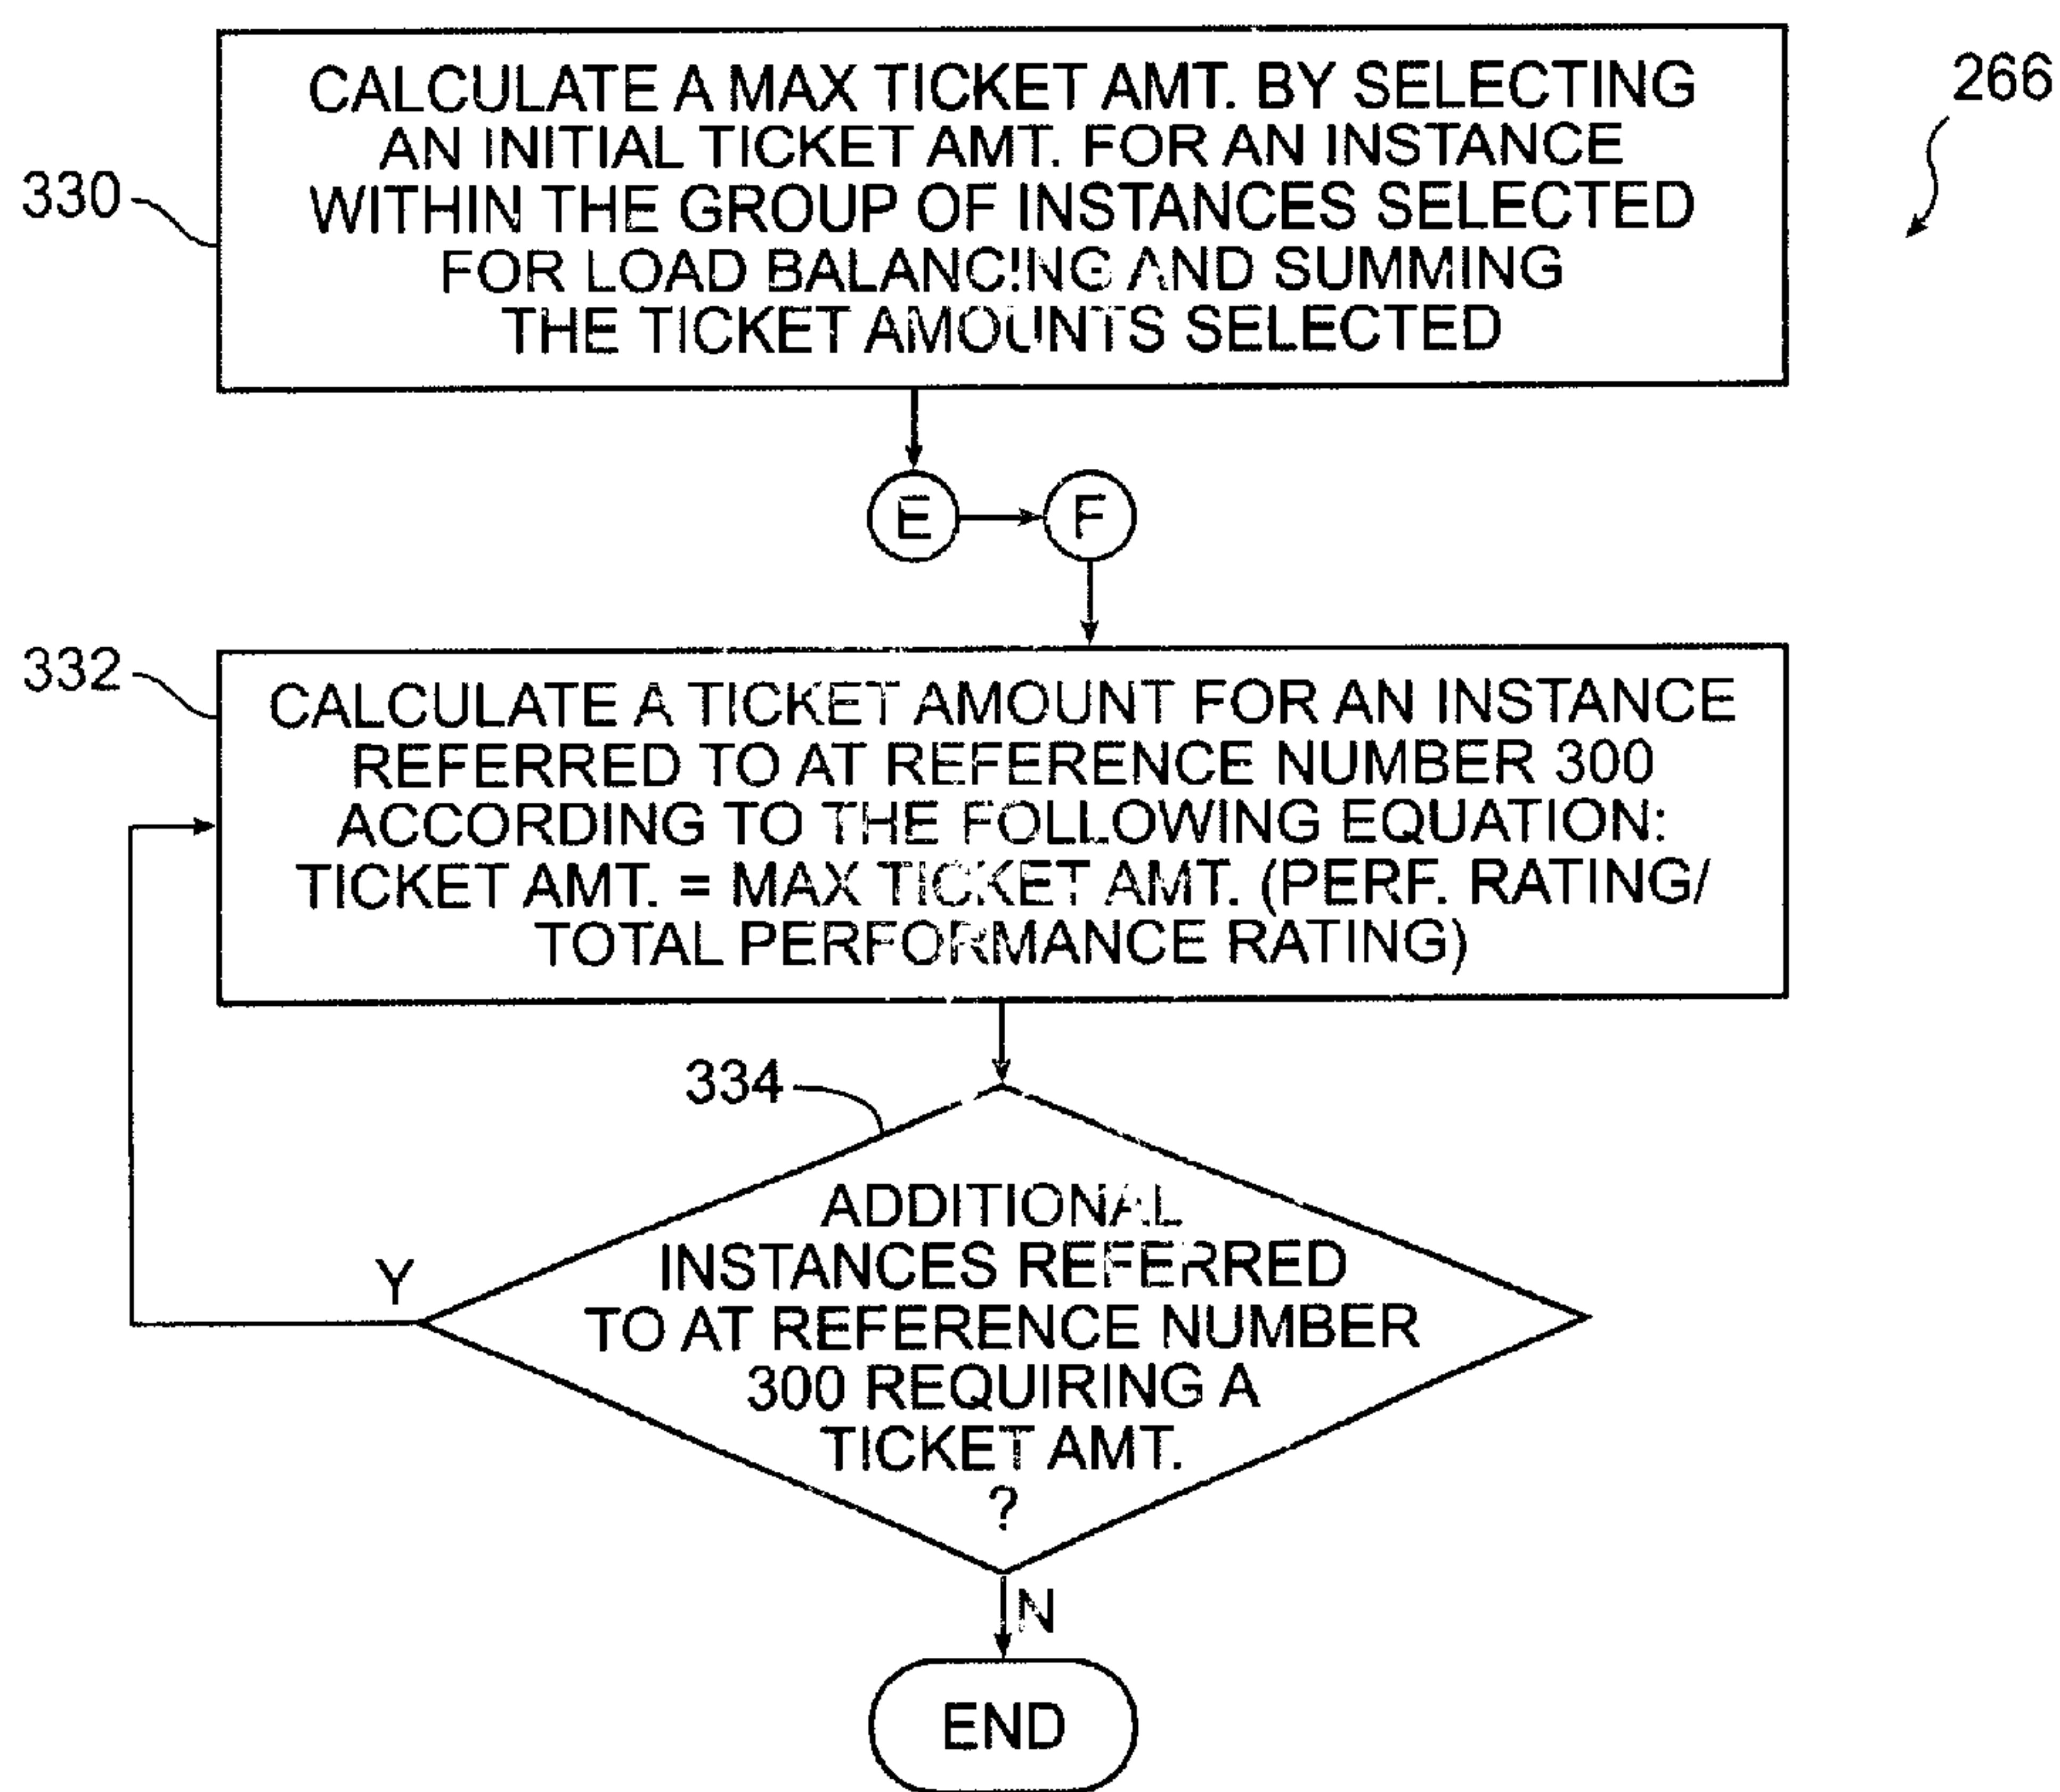 CALCULATE A MAX TICKET AMT. BY SELECTING
AN INITIAL TICKET AMT. FOR AN INSTANCE
WITHIN THE GROUP OF INSTANCES SELECTED
FOR LOAD BALANCING AND SUMMING
THE TICKET AMOUNTS SELECTED
266
330
E
F
332
CALCULATE A TICKET AMOUNT FOR AN INSTANCE
REFERRED TO AT REFERENCE NUMBER 300
ACCORDING TO THE FOLLOWING EQUATION:
TICKET AMT. = MAX TICKET AMT. (PERF. RATING/
TOTAL PERFORMANCE RATING)
334
ADDITIONAL
INSTANCES REFERRED
TO AT REFERENCE NUMBER
300 REQUIRING A
TICKET AMT.
?
Y
N
END